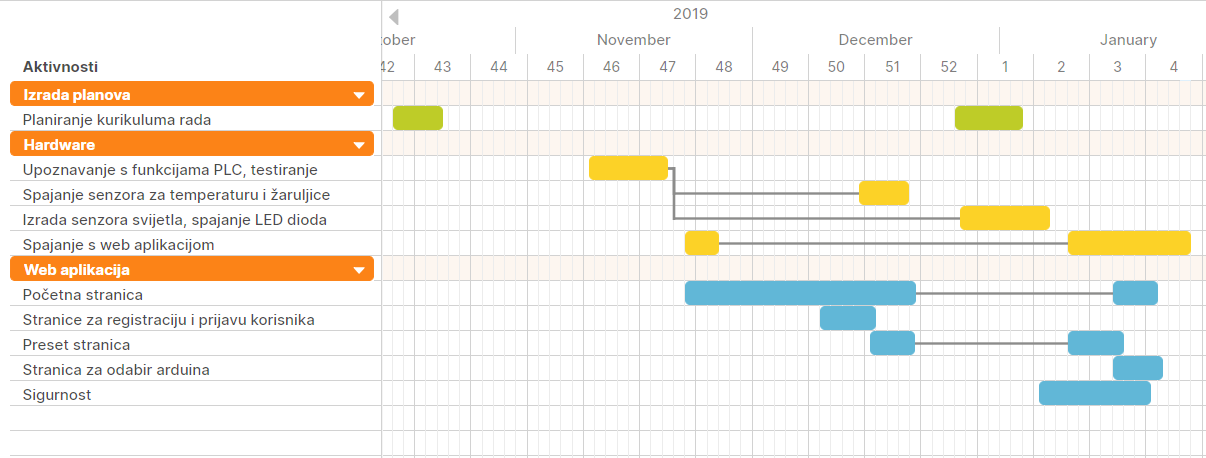 2019
ober November December January
Aktivnosti 42 43 44 45 46 47 48 49 50 51 52 1 2 3 4
Izrada planova
Planiranje kurikuluma rada
Hardware
Upoznavanje s funkcijama PLC, testiranje
Spajanje senzora za temperaturu i žaruljice
Izrada senzora svijetla, spajanje LED dioda
Spajanje s web aplikacijom
Web aplikacija
Početna stranica
Stranice za registraciju i prijavu korisnika
Preset stranica
Stranica za odabir arduina
Sigurnost